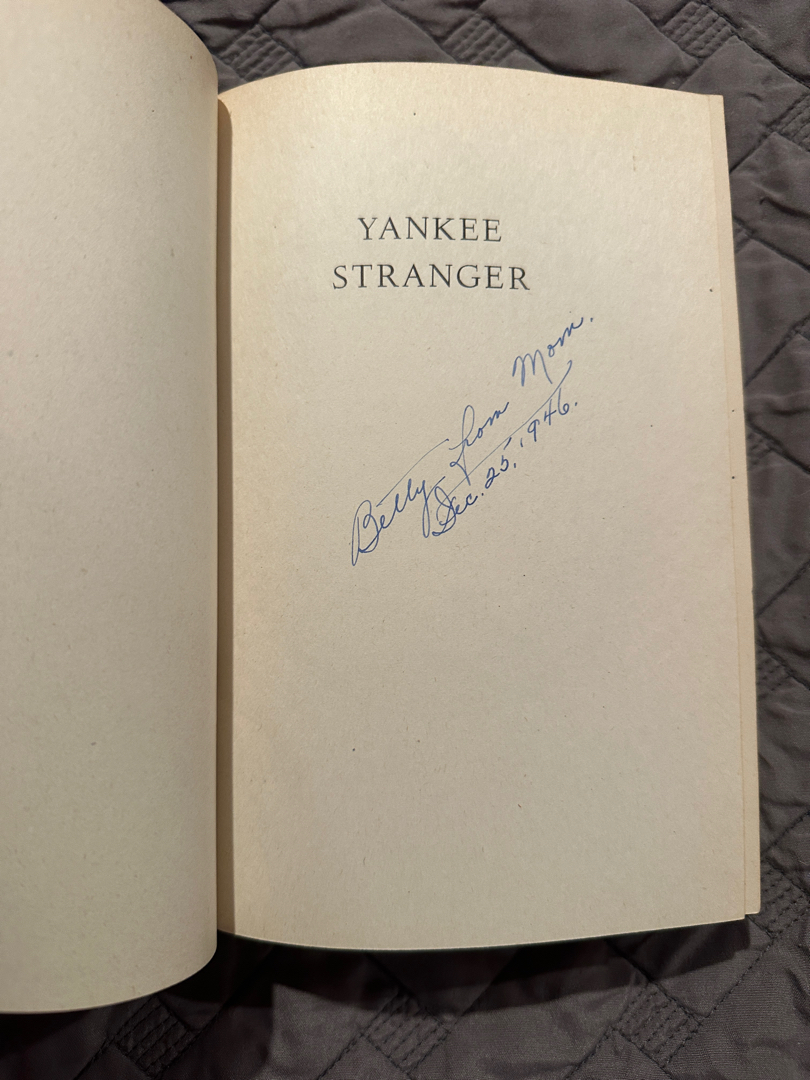 YANKEE
STRANGER
Betty from Mom.
Dec. 25, 1946.